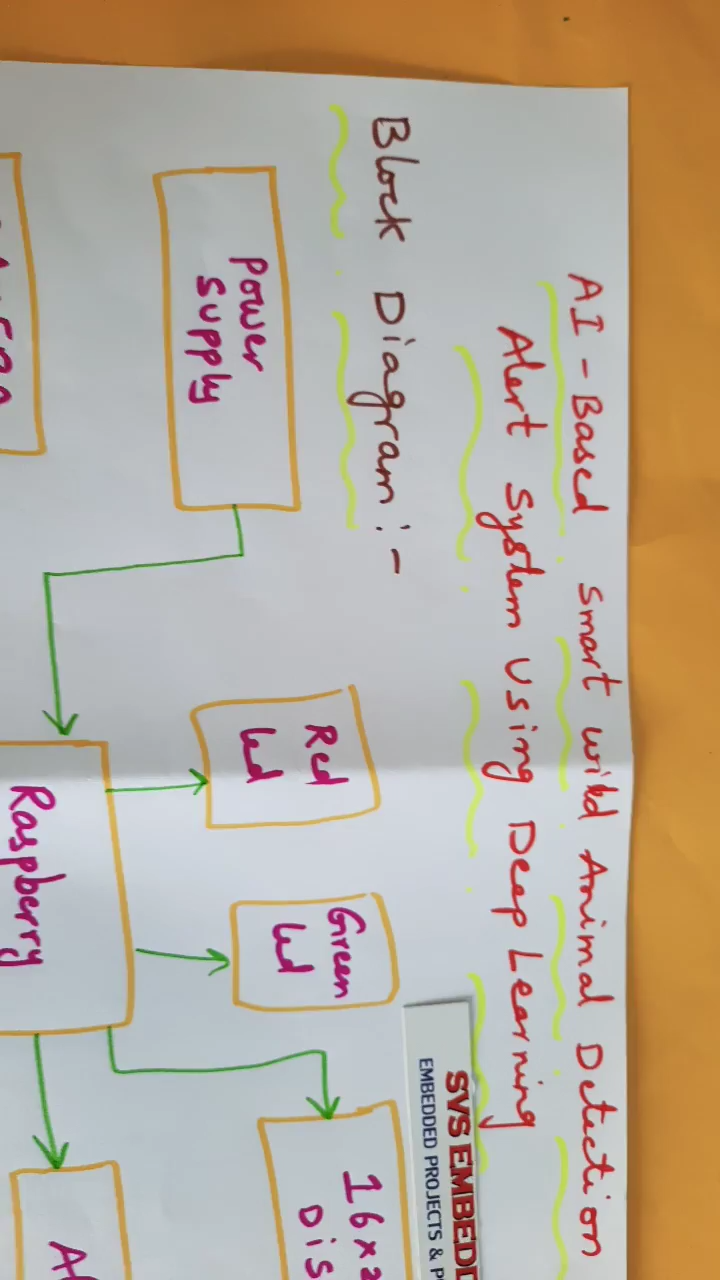 AI-Based Smart Wild Animal Detection
Alert System Using Deep Learning
Block Diagram:-
Power
Supply
Red
Led
Green
Led
Raspberry
16x2
Dis
SVS EMBEDD
EMBEDDED PROJECTS & P